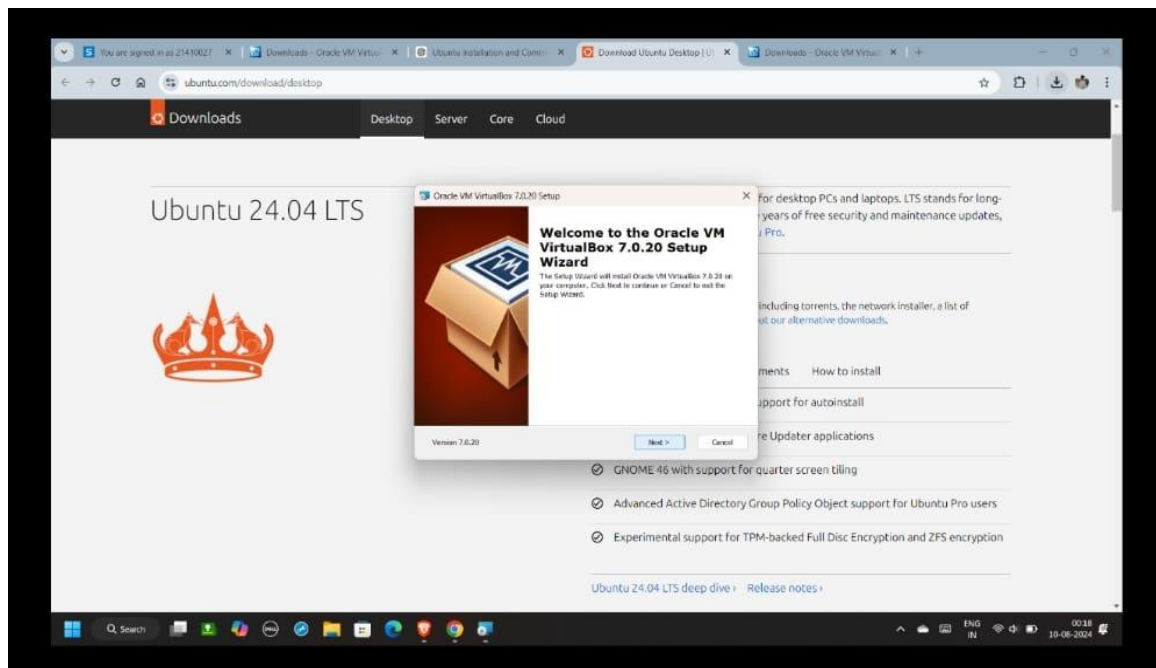 You are signed in as 21410027
Downloads - Oracle VM Virtual
Ubuntu Installation and Comm
Download Ubuntu Desktop | U
Downloads - Oracle VM Virtual
ubuntu.com/download/desktop
Downloads
Desktop Server Core Cloud
Ubuntu 24.04 LTS
for desktop PCs and laptops. LTS stands for long-
years of free security and maintenance updates,
Pro.
including torrents, the network installer, a list of
out our alternative downloads.
ments How to install
upport for autoinstall
re Updater applications
GNOME 46 with support for quarter screen tiling
Advanced Active Directory Group Policy Object support for Ubuntu Pro users
Experimental support for TPM-backed Full Disc Encryption and ZFS encryption
Ubuntu 24.04 LTS deep dive › Release notes ›
Oracle VM VirtualBox 7.0.20 Setup
Welcome to the Oracle VM
VirtualBox 7.0.20 Setup
Wizard
The Setup Wizard will install Oracle VM VirtualBox 7.0.20 on
your computer. Click Next to continue or Cancel to exit the
Setup Wizard.
Version 7.0.20
Next > Cancel
Search
DELL
ENG
IN
00:18
10-08-2024